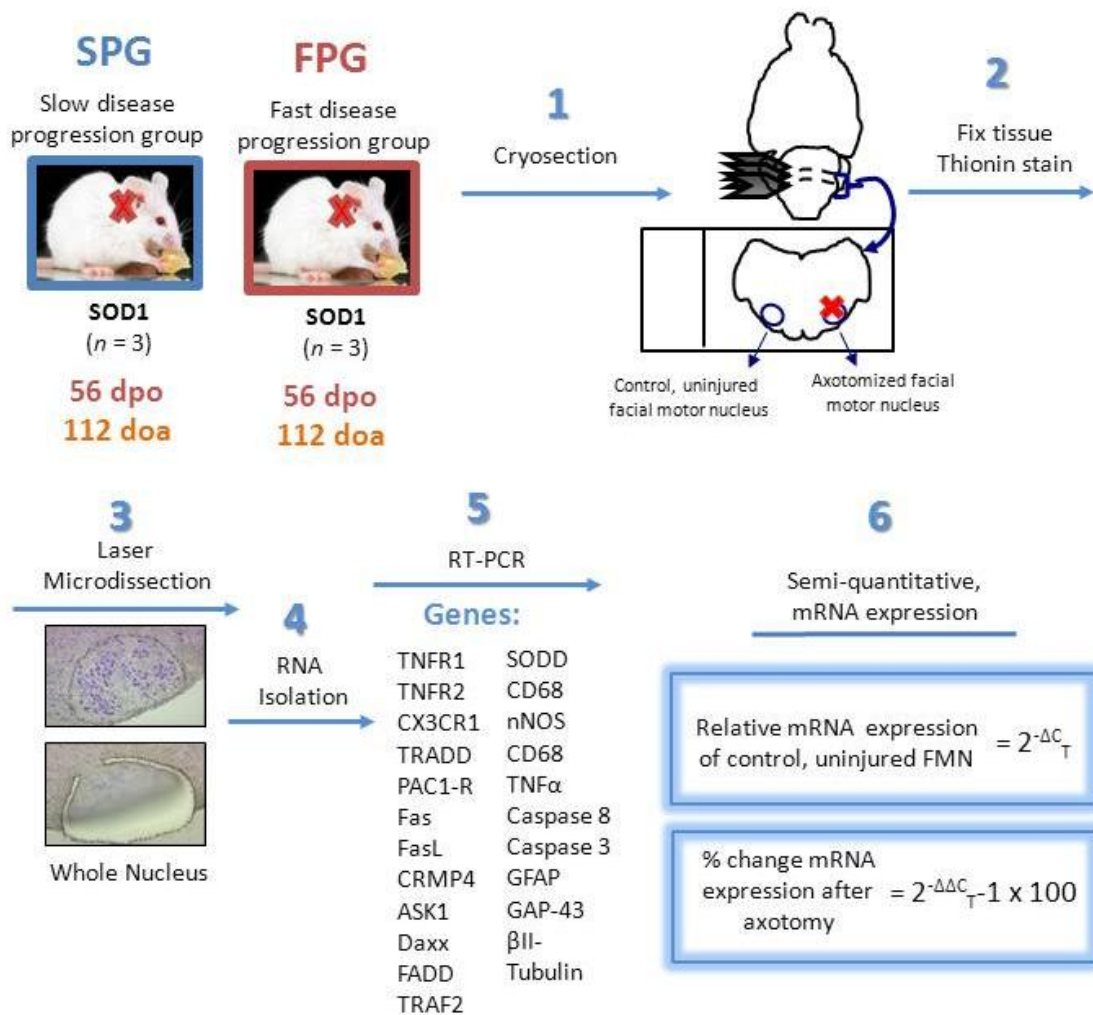 SPG
Slow disease
progression group
SOD1
(n = 3)
56 dpo
112 doa
FPG
Fast disease
progression group
SOD1
(n = 3)
56 dpo
112 doa
1
Cryosection
Control, uninjured
facial motor nucleus
Axotomized facial
motor nucleus
2
Fix tissue
Thionin stain
3
Laser
Microdissection
Whole Nucleus
4
RNA
Isolation
5
RT-PCR
Genes:
TNFR1
TNFR2
CX3CR1
TRADD
PAC1-R
Fas
FasL
CRMP4
ASK1
Daxx
FADD
TRAF2
SODD
CD68
nNOS
CD68
TNFα
Caspase 8
Caspase 3
GFAP
GAP-43
βII-
Tubulin
6
Semi-quantitative,
mRNA expression
Relative mRNA expression
of control, uninjured FMN = 2^-ΔC_T
% change mRNA
expression after = 2^-ΔΔC_T-1 x 100
axotomy